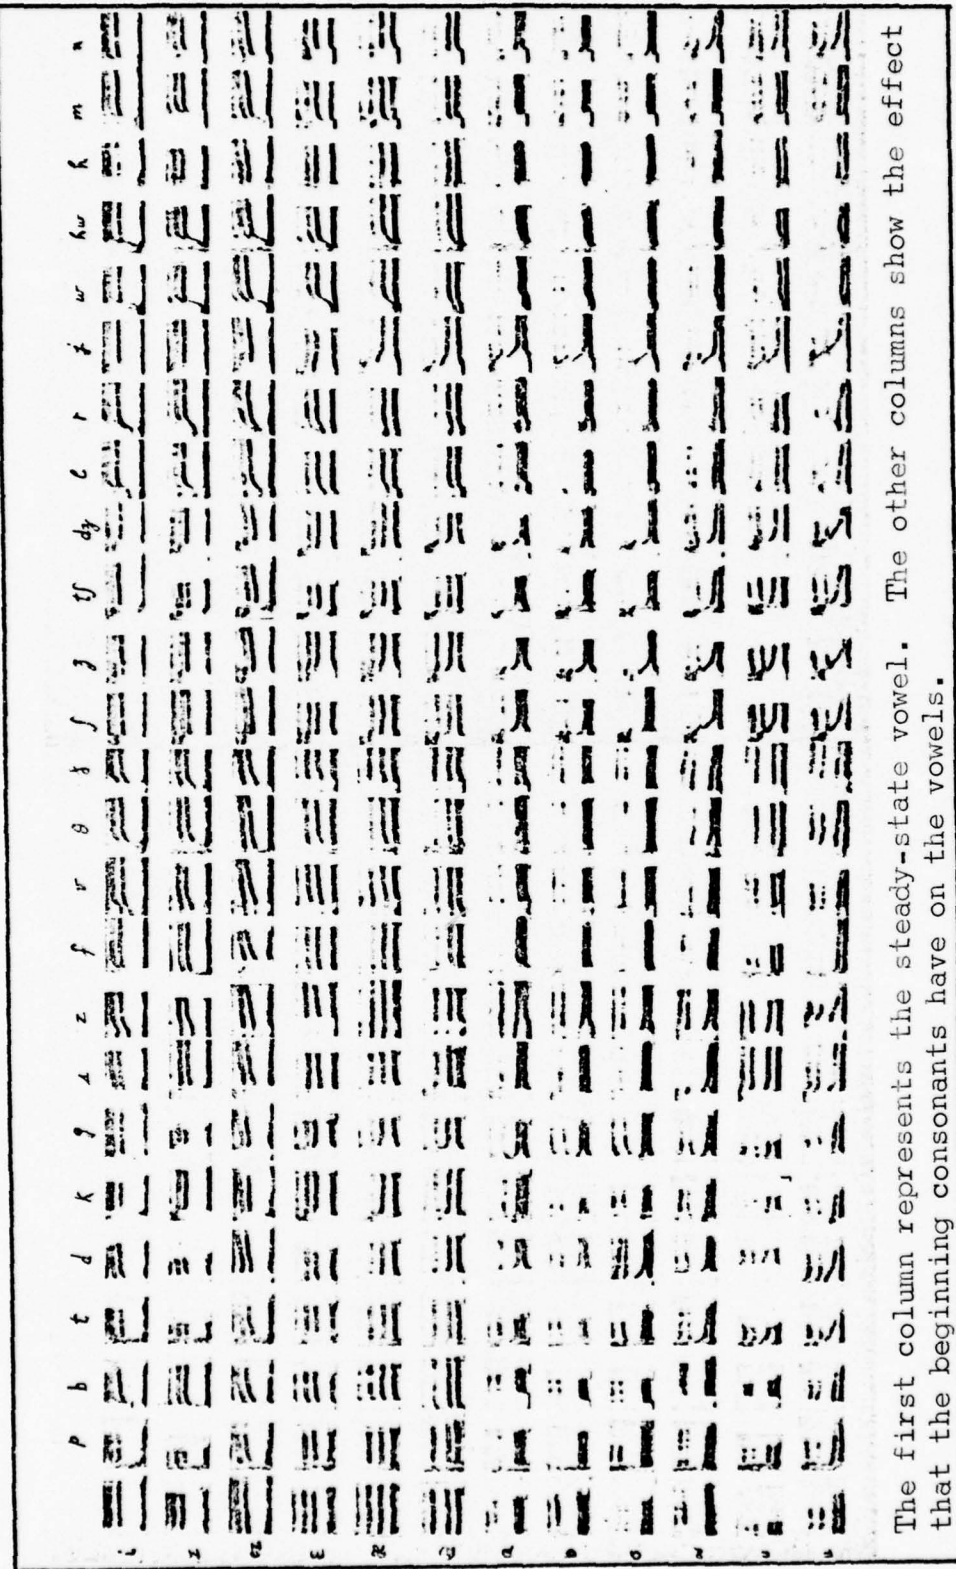 p b t d k g s z f v θ ð ʃ ʒ tʃ dʒ l r j w hw h m n
i
ɪ
ɛ
æ
ɑ
ɒ
u
The first column represents the steady-state vowel. The other columns show the effect
that the beginning consonants have on the vowels.